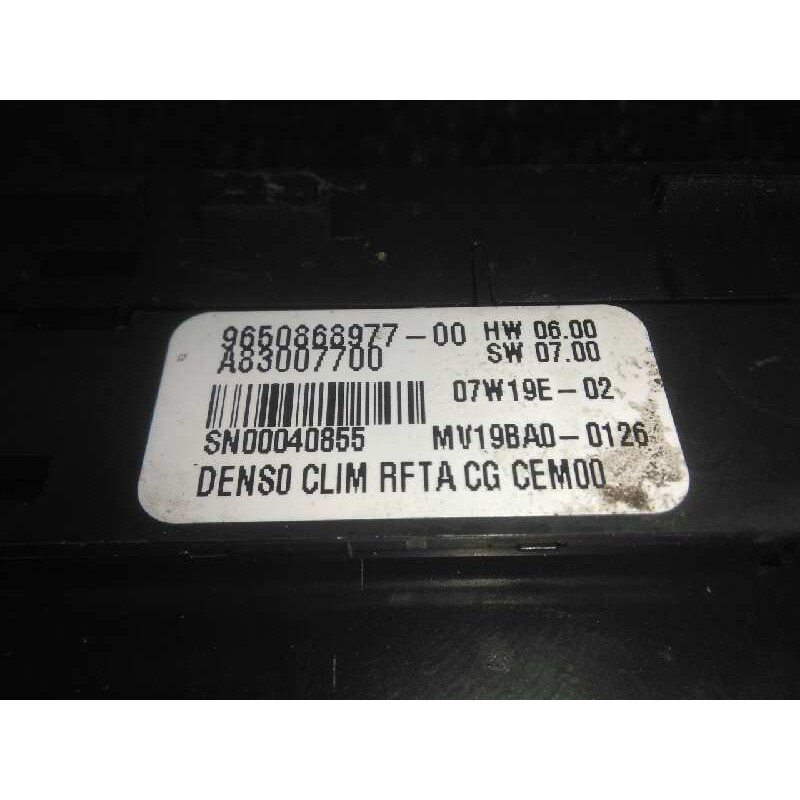 9650868977-00 HW 06.00
A83007700 SW 07.00
07W19E-02
SN00040855 MV19BA0-0126
DENSO CLIM RFTA CG CEM00